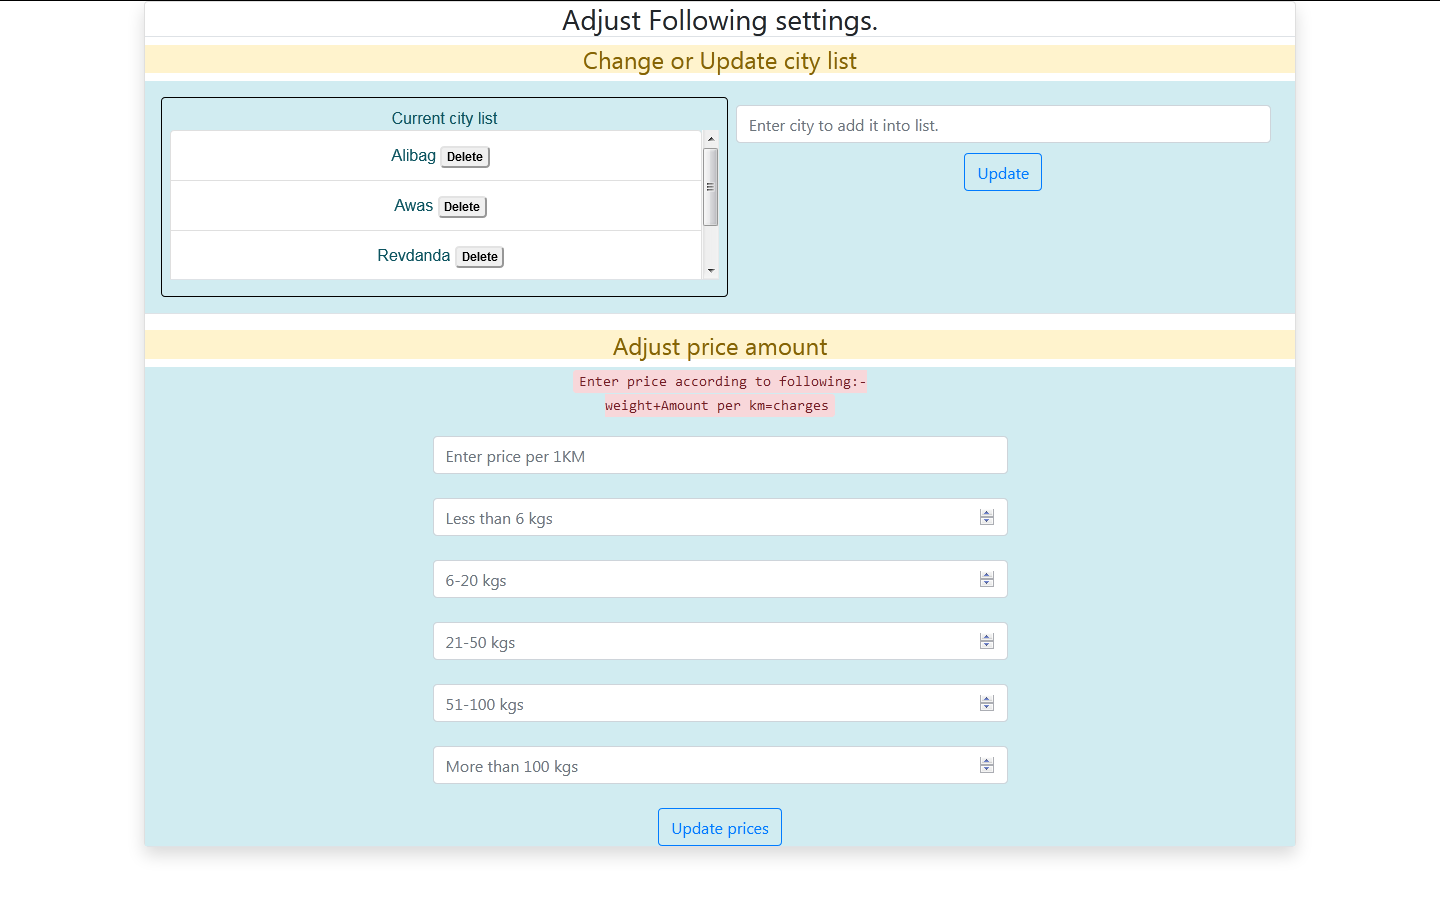 Adjust Following settings.
Change or Update city list
Current city list
Alibag Delete
Awas Delete
Revdanda Delete
Enter city to add it into list.
Update
Adjust price amount
Enter price according to following:-
weight+Amount per km=charges
Enter price per 1KM
Less than 6 kgs
6-20 kgs
21-50 kgs
51-100 kgs
More than 100 kgs
Update prices